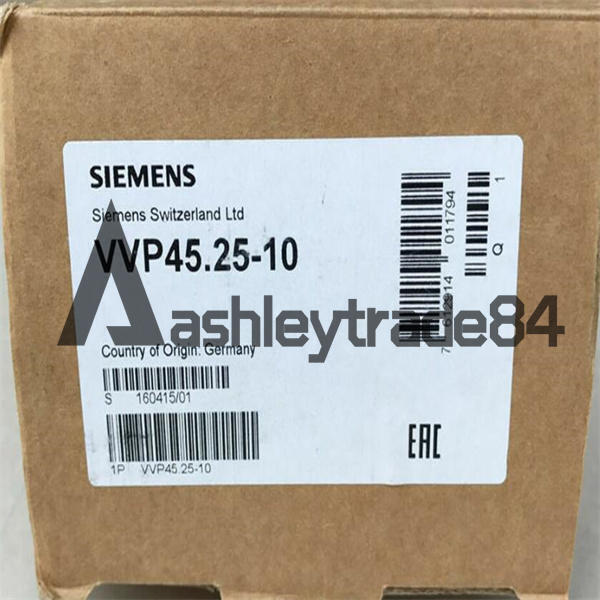 SIEMENS
Siemens Switzerland Ltd
VVP45.25-10
ashleytrade84
Country of Origin: Germany
S 160415/01
1P VVP45.25-10
EAC
011794
Q 1